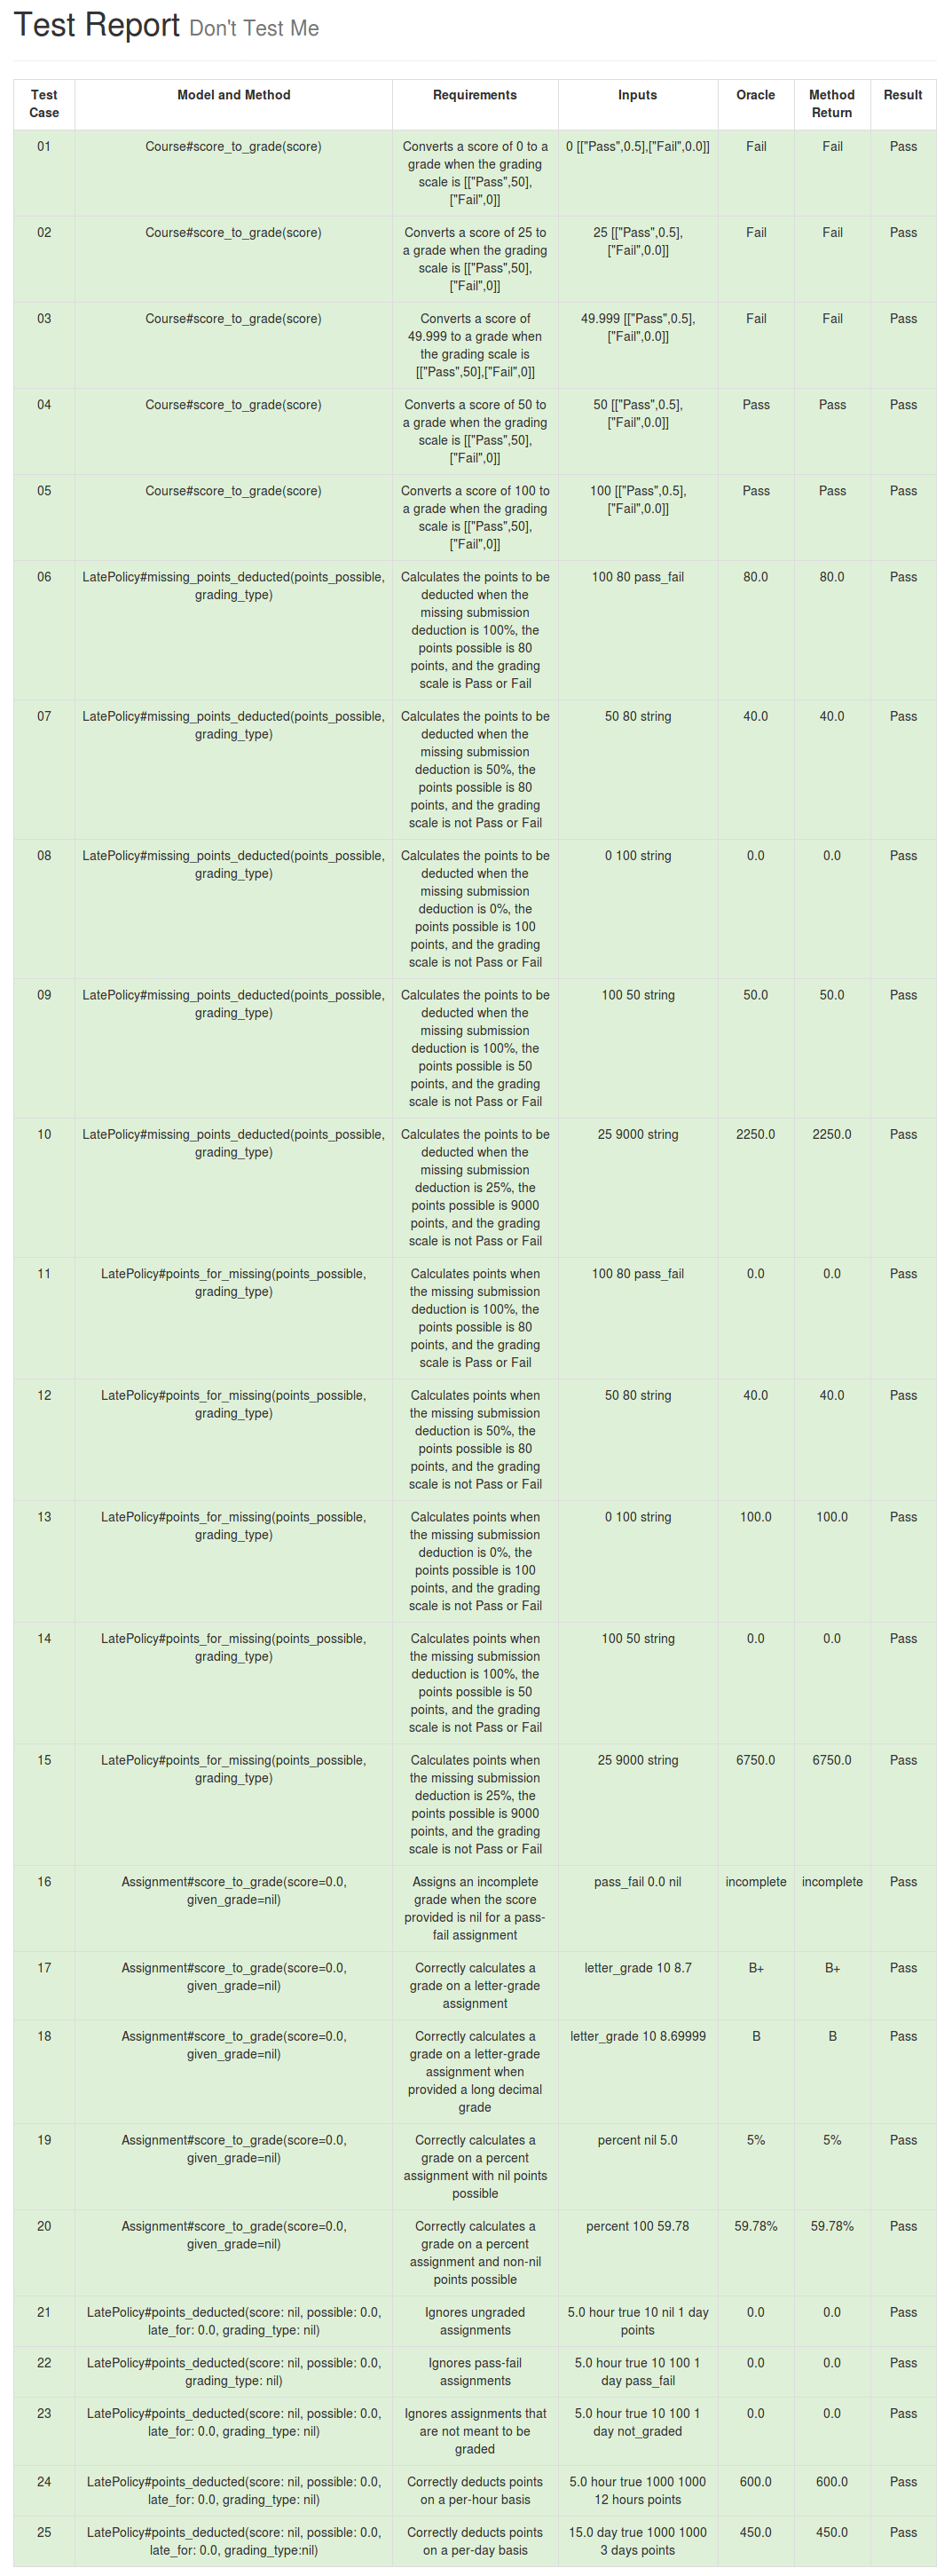 Test Report Don't Test Me
Test Case	Model and Method	Requirements	Inputs	Oracle	Method Return	Result
01	Course#score_to_grade(score)	Converts a score of 0 to a grade when the grading scale is [["Pass",50],["Fail",0]]	0 [["Pass",0.5],["Fail",0.0]]	Fail	Fail	Pass
02	Course#score_to_grade(score)	Converts a score of 25 to a grade when the grading scale is [["Pass",50],["Fail",0]]	25 [["Pass",0.5],["Fail",0.0]]	Fail	Fail	Pass
03	Course#score_to_grade(score)	Converts a score of 49.999 to a grade when the grading scale is [["Pass",50],["Fail",0]]	49.999 [["Pass",0.5],["Fail",0.0]]	Fail	Fail	Pass
04	Course#score_to_grade(score)	Converts a score of 50 to a grade when the grading scale is [["Pass",50],["Fail",0]]	50 [["Pass",0.5],["Fail",0.0]]	Pass	Pass	Pass
05	Course#score_to_grade(score)	Converts a score of 100 to a grade when the grading scale is [["Pass",50],["Fail",0]]	100 [["Pass",0.5],["Fail",0.0]]	Pass	Pass	Pass
06	LatePolicy#missing_points_deducted(points_possible, grading_type)	Calculates the points to be deducted when the missing submission deduction is 100%, the points possible is 80 points, and the grading scale is Pass or Fail	100 80 pass_fail	80.0	80.0	Pass
07	LatePolicy#missing_points_deducted(points_possible, grading_type)	Calculates the points to be deducted when the missing submission deduction is 50%, the points possible is 80 points, and the grading scale is not Pass or Fail	50 80 string	40.0	40.0	Pass
08	LatePolicy#missing_points_deducted(points_possible, grading_type)	Calculates the points to be deducted when the missing submission deduction is 0%, the points possible is 100 points, and the grading scale is not Pass or Fail	0 100 string	0.0	0.0	Pass
09	LatePolicy#missing_points_deducted(points_possible, grading_type)	Calculates the points to be deducted when the missing submission deduction is 100%, the points possible is 50 points, and the grading scale is not Pass or Fail	100 50 string	50.0	50.0	Pass
10	LatePolicy#missing_points_deducted(points_possible, grading_type)	Calculates the points to be deducted when the missing submission deduction is 25%, the points possible is 9000 points, and the grading scale is not Pass or Fail	25 9000 string	2250.0	2250.0	Pass
11	LatePolicy#points_for_missing(points_possible, grading_type)	Calculates points when the missing submission deduction is 100%, the points possible is 80 points, and the grading scale is Pass or Fail	100 80 pass_fail	0.0	0.0	Pass
12	LatePolicy#points_for_missing(points_possible, grading_type)	Calculates points when the missing submission deduction is 50%, the points possible is 80 points, and the grading scale is not Pass or Fail	50 80 string	40.0	40.0	Pass
13	LatePolicy#points_for_missing(points_possible, grading_type)	Calculates points when the missing submission deduction is 0%, the points possible is 100 points, and the grading scale is not Pass or Fail	0 100 string	100.0	100.0	Pass
14	LatePolicy#points_for_missing(points_possible, grading_type)	Calculates points when the missing submission deduction is 100%, the points possible is 50 points, and the grading scale is not Pass or Fail	100 50 string	0.0	0.0	Pass
15	LatePolicy#points_for_missing(points_possible, grading_type)	Calculates points when the missing submission deduction is 25%, the points possible is 9000 points, and the grading scale is not Pass or Fail	25 9000 string	6750.0	6750.0	Pass
16	Assignment#score_to_grade(score=0.0, given_grade=nil)	Assigns an incomplete grade when the score provided is nil for a pass-fail assignment	pass_fail 0.0 nil	incomplete	incomplete	Pass
17	Assignment#score_to_grade(score=0.0, given_grade=nil)	Correctly calculates a grade on a letter-grade assignment	letter_grade 10 8.7	B+	B+	Pass
18	Assignment#score_to_grade(score=0.0, given_grade=nil)	Correctly calculates a grade on a letter-grade assignment when provided a long decimal grade	letter_grade 10 8.69999	B	B	Pass
19	Assignment#score_to_grade(score=0.0, given_grade=nil)	Correctly calculates a grade on a percent assignment with nil points possible	percent nil 5.0	5%	5%	Pass
20	Assignment#score_to_grade(score=0.0, given_grade=nil)	Correctly calculates a grade on a percent assignment and non-nil points possible	percent 100 59.78	59.78%	59.78%	Pass
21	LatePolicy#points_deducted(score: nil, possible: 0.0, late_for: 0.0, grading_type: nil)	Ignores ungraded assignments	5.0 hour true 10 nil 1 day points	0.0	0.0	Pass
22	LatePolicy#points_deducted(score: nil, possible: 0.0, grading_type: nil)	Ignores pass-fail assignments	5.0 hour true 10 100 1 day pass_fail	0.0	0.0	Pass
23	LatePolicy#points_deducted(score: nil, possible: 0.0, late_for: 0.0, grading_type: nil)	Ignores assignments that are not meant to be graded	5.0 hour true 10 100 1 day not_graded	0.0	0.0	Pass
24	LatePolicy#points_deducted(score: nil, possible: 0.0, late_for: 0.0, grading_type: nil)	Correctly deducts points on a per-hour basis	5.0 hour true 1000 1000 12 hours points	600.0	600.0	Pass
25	LatePolicy#points_deducted(score: nil, possible: 0.0, late_for: 0.0, grading_type:nil)	Correctly deducts points on a per-day basis	15.0 day true 1000 1000 3 days points	450.0	450.0	Pass